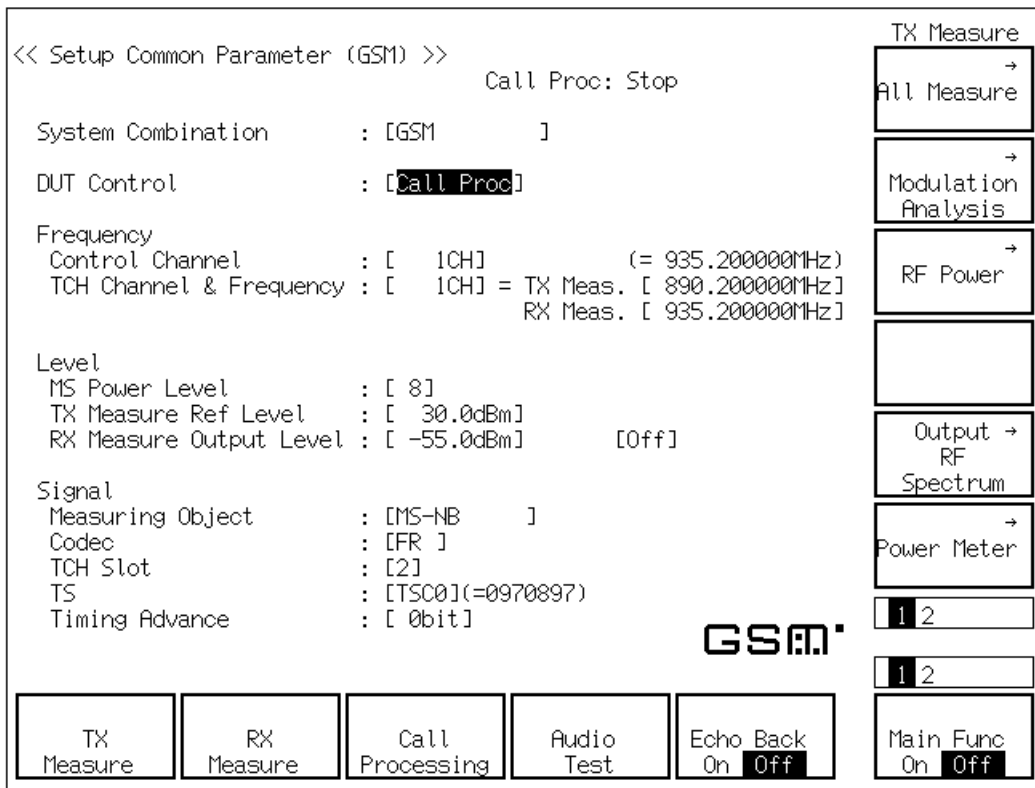 << Setup Common Parameter (GSM) >>
Call Proc: Stop
System Combination : [GSM ]
DUT Control : [Call Proc]
Frequency
Control Channel : [ 1CH] (= 935.200000MHz)
TCH Channel & Frequency : [ 1CH] = TX Meas. [ 890.200000MHz]
RX Meas. [ 935.200000MHz]
Level
MS Power Level : [ 8]
TX Measure Ref Level : [ 30.0dBm]
RX Measure Output Level : [ -55.0dBm] [Off]
Signal
Measuring Object : [MS-NB ]
Codec : [FR ]
TCH Slot : [2]
TS : [TSC0](=0970897)
Timing Advance : [ 0bit]
GSM
TX Measure
→
All Measure
→
Modulation
Analysis
→
RF Power
Output →
RF
Spectrum
→
Power Meter
1 2
1 2
TX
Measure
RX
Measure
Call
Processing
Audio
Test
Echo Back
On Off
Main Func
On Off